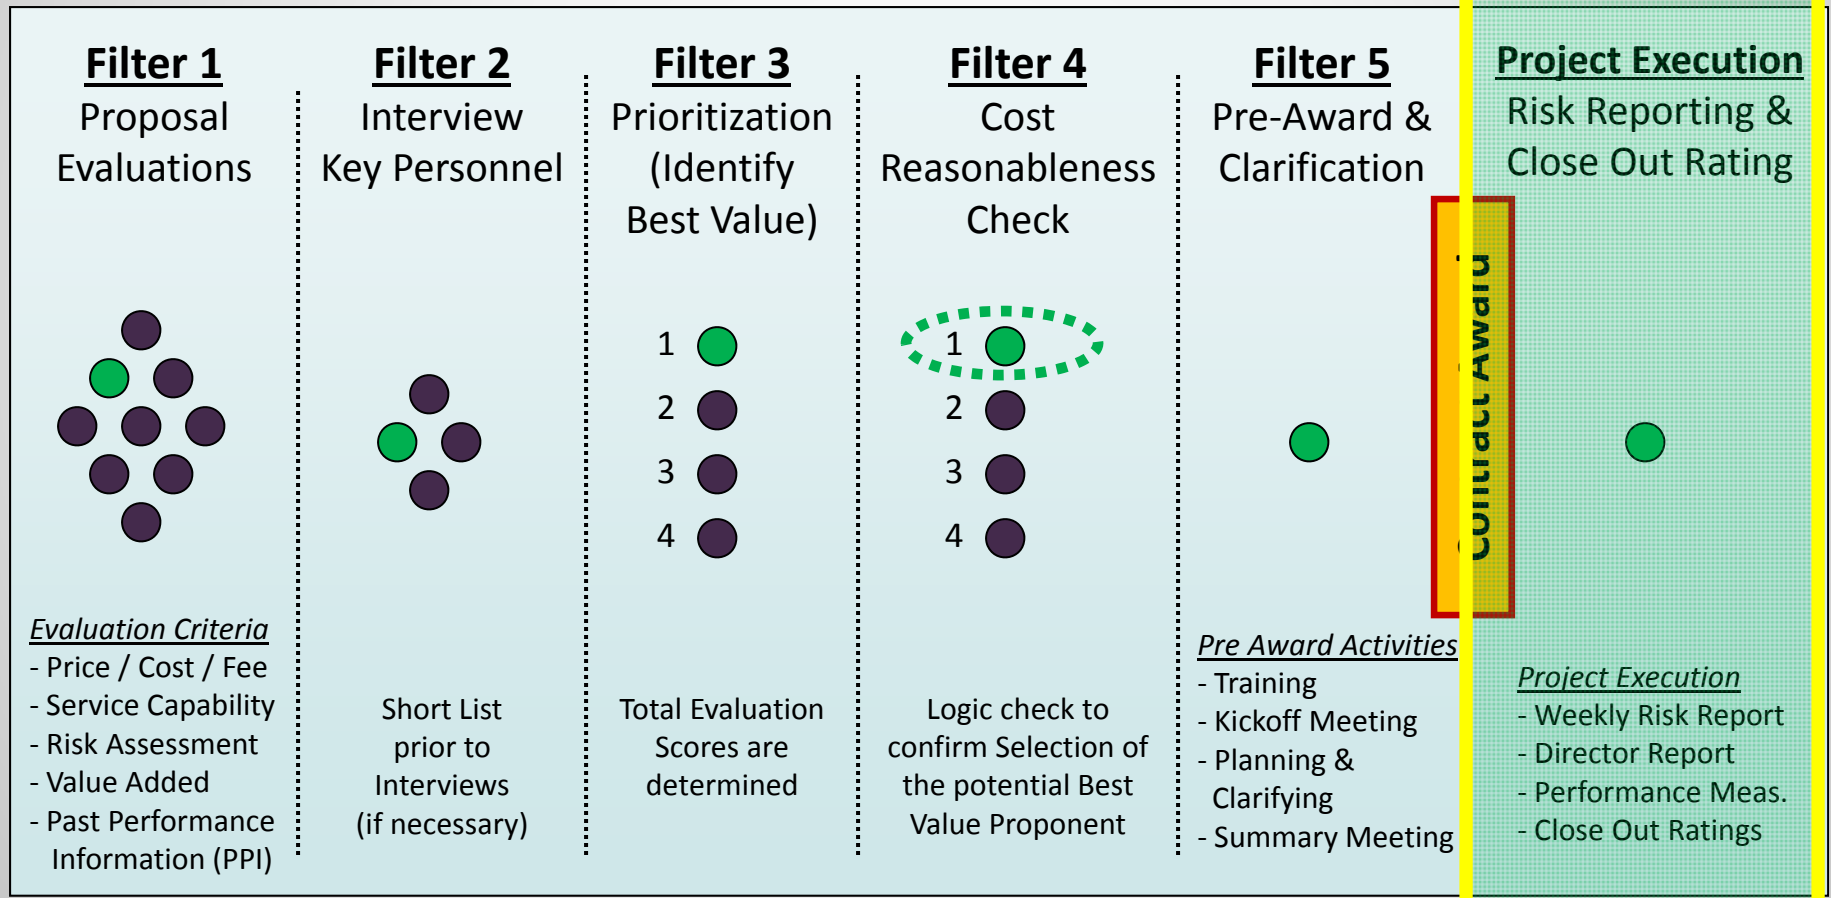 Filter 1
Proposal
Evaluations
Evaluation Criteria
- Price / Cost / Fee
- Service Capability
- Risk Assessment
- Value Added
- Past Performance
Information (PPI)
Filter 2
Interview
Key Personnel
Short List
prior to
Interviews
(if necessary)
Filter 3
Prioritization
(Identify
Best Value)
1
2
3
4
Total Evaluation
Scores are
determined
Filter 4
Cost
Reasonableness
Check
1
2
3
4
Logic check to
confirm Selection of
the potential Best
Value Proponent
Filter 5
Pre-Award &
Clarification
Pre Award Activities
- Training
- Kickoff Meeting
- Planning &
Clarifying
- Summary Meeting
Contract Award
Project Execution
Risk Reporting &
Close Out Rating
Project Execution
- Weekly Risk Report
- Director Report
- Performance Meas.
- Close Out Ratings